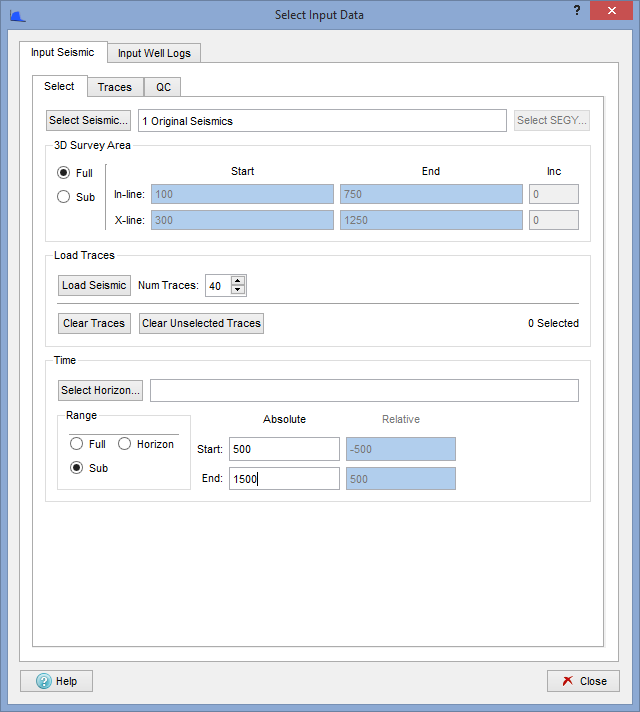 Select Input Data
?
Input Seismic Input Well Logs
Select Traces QC
Select Seismic... 1 Original Seismics Select SEGY...
3D Survey Area
Full Start End Inc
In-line: 100 750 0
Sub
X-line: 300 1250 0
Load Traces
Load Seismic Num Traces: 40
Clear Traces Clear Unselected Traces 0 Selected
Time
Select Horizon...
Range Absolute Relative
Full Horizon Start: 500 -500
Sub End: 1500 500
? Help Close